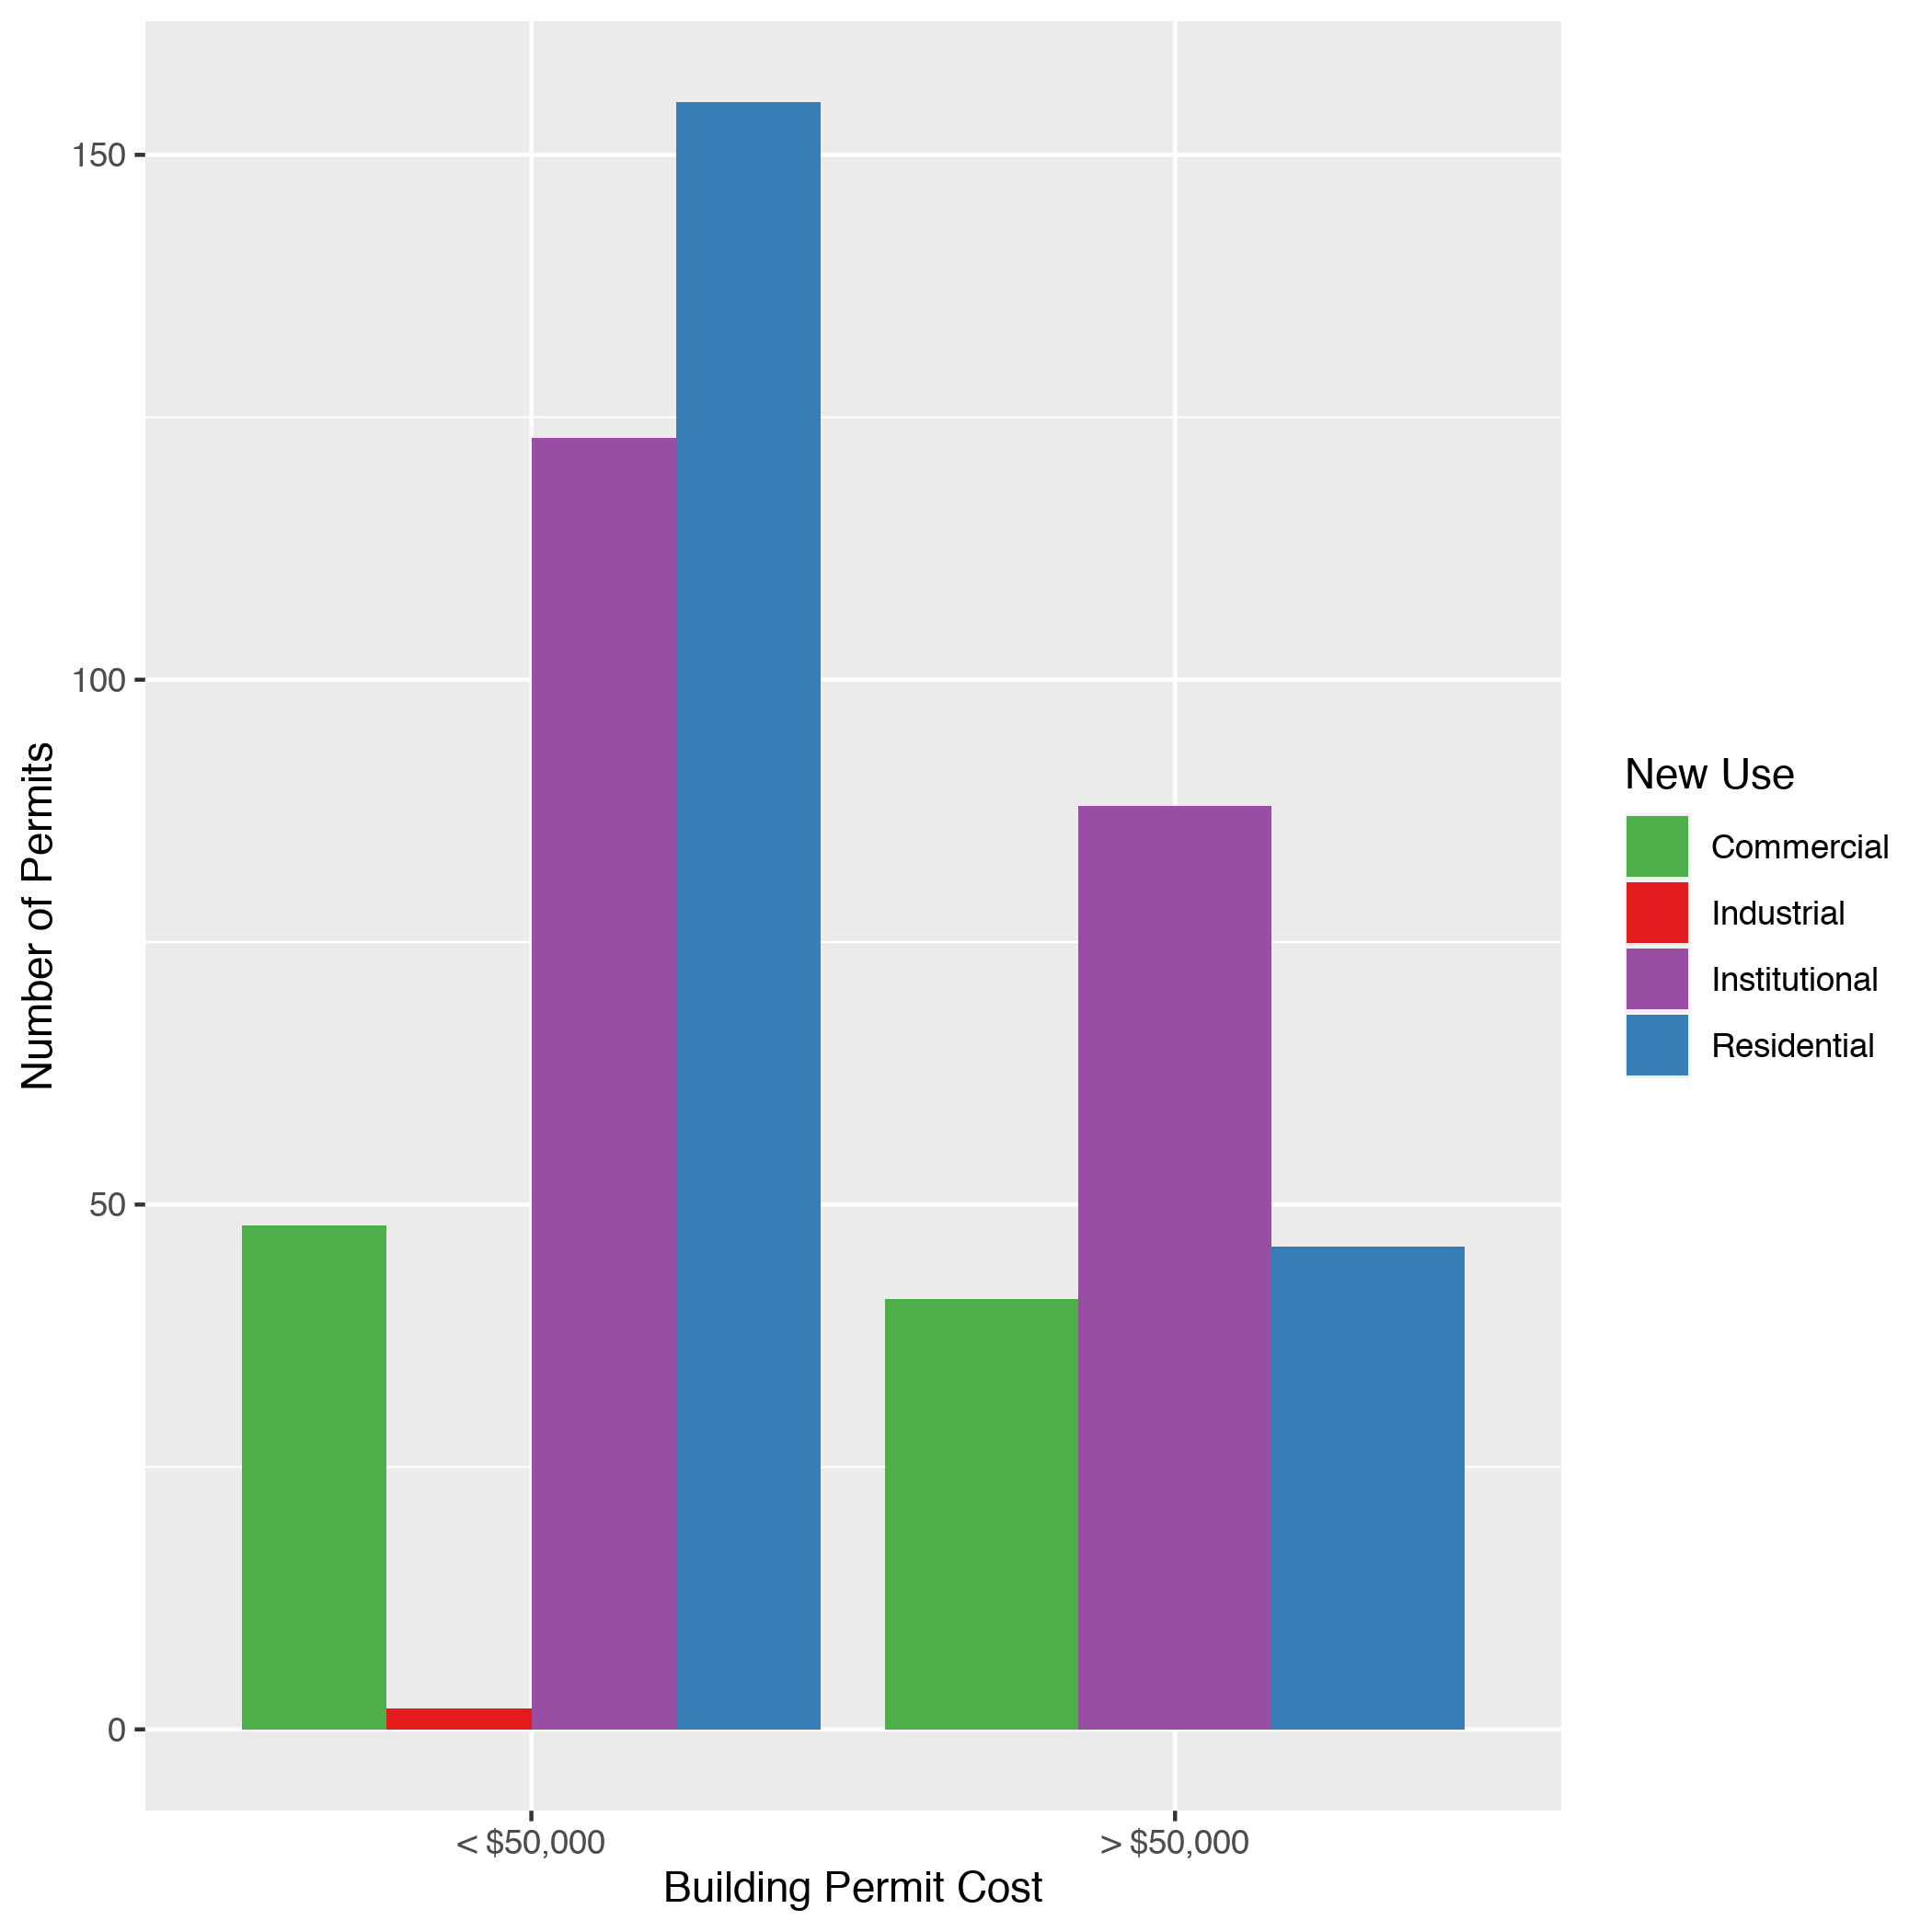 150
100
50
0
Number of Permits
< $50,000
> $50,000
Building Permit Cost
New Use
Commercial
Industrial
Institutional
Residential